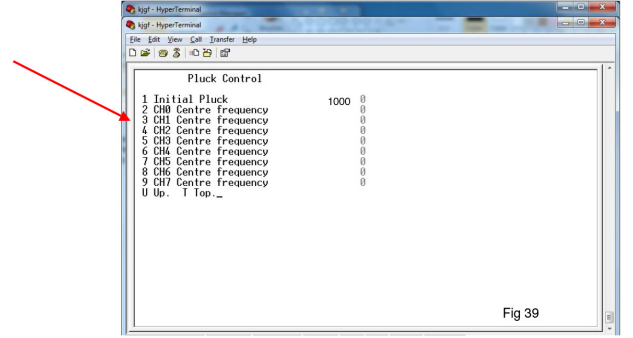 kjgf - HyperTerminal
kjgf - HyperTerminal
File Edit View Call Transfer Help
Pluck Control
1 Initial Pluck 1000 0
2 CH0 Centre frequency 0
3 CH1 Centre frequency 0
4 CH2 Centre frequency 0
5 CH3 Centre frequency 0
6 CH4 Centre frequency 0
7 CH5 Centre frequency 0
8 CH6 Centre frequency 0
9 CH7 Centre frequency 0
U Up. T Top._
Fig 39